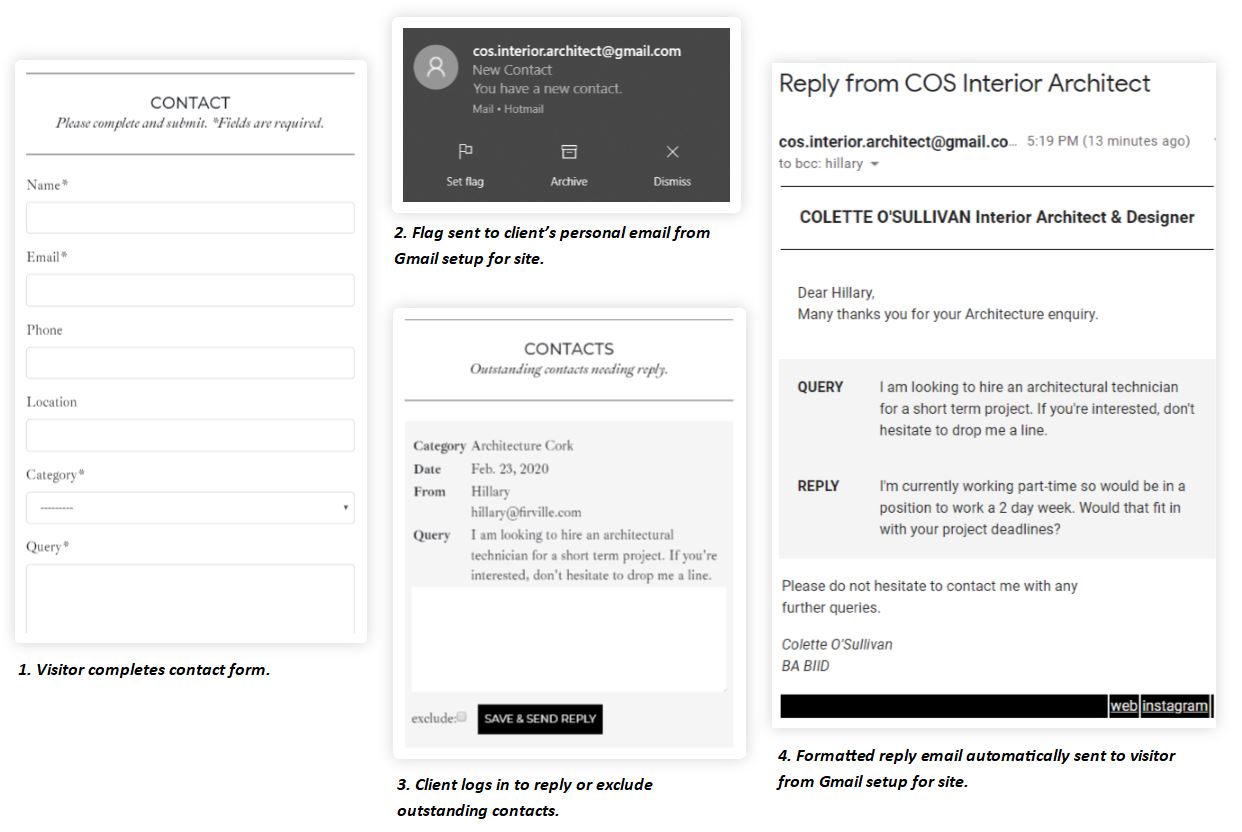 CONTACT
Please complete and submit. *Fields are required.
Name*
Email*
Phone
Location
Category*
---------
Query*
1. Visitor completes contact form.
cos.interior.architect@gmail.com
New Contact
You have a new contact.
Mail • Hotmail
Set flag
Archive
Dismiss
2. Flag sent to client’s personal email from
Gmail setup for site.
CONTACTS
Outstanding contacts needing reply.
Category Architecture Cork
Date Feb. 23, 2020
From Hillary
hillary@firville.com
Query I am looking to hire an architectural
technician for a short term project. If you're
interested, don't hesitate to drop me a line.
exclude:
SAVE & SEND REPLY
3. Client logs in to reply or exclude
outstanding contacts.
Reply from COS Interior Architect
cos.interior.architect@gmail.co... 5:19 PM (13 minutes ago)
to bcc: hillary
COLETTE O'SULLIVAN Interior Architect & Designer
Dear Hillary,
Many thanks you for your Architecture enquiry.
QUERY I am looking to hire an architectural technician
for a short term project. If you're interested, don't
hesitate to drop me a line.
REPLY I'm currently working part-time so would be in a
position to work a 2 day week. Would that fit in
with your project deadlines?
Please do not hesitate to contact me with any
further queries.
Colette O'Sullivan
BA BIID
web instagram
4. Formatted reply email automatically sent to visitor
from Gmail setup for site.